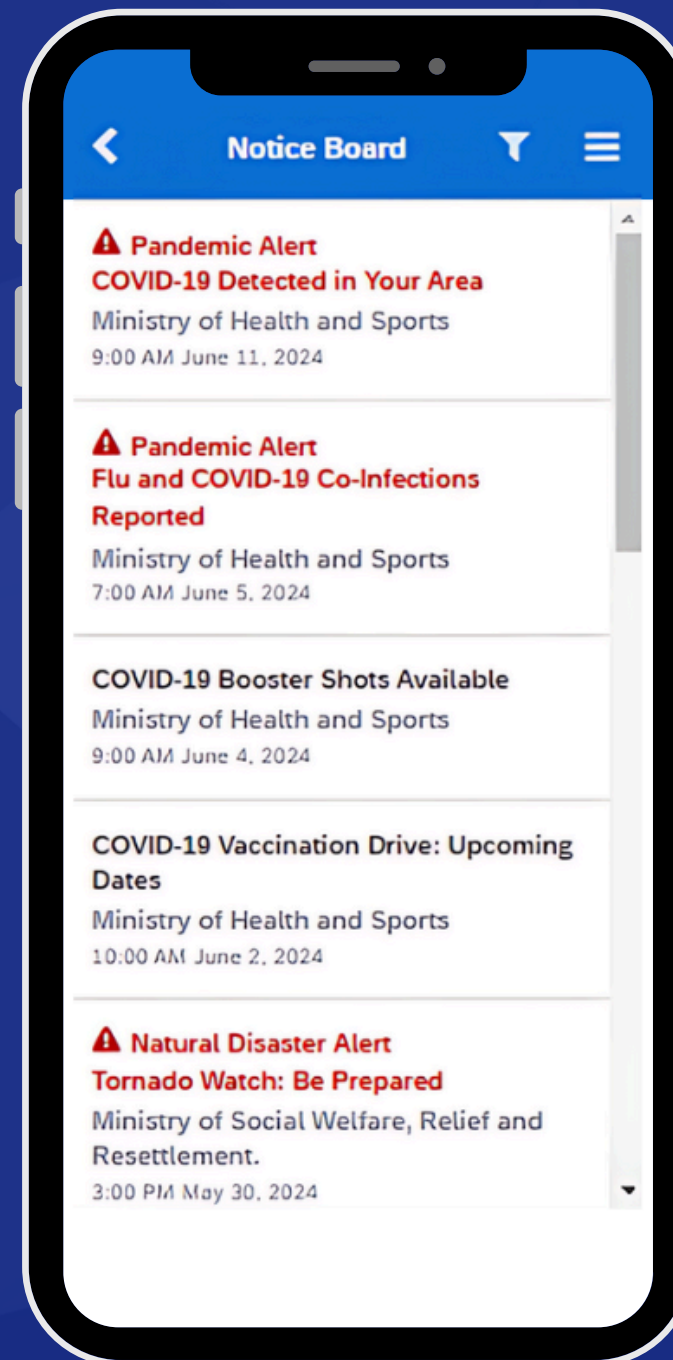 Notice Board
Pandemic Alert
COVID-19 Detected in Your Area
Ministry of Health and Sports
9:00 AM June 11, 2024
Pandemic Alert
Flu and COVID-19 Co-Infections
Reported
Ministry of Health and Sports
7:00 AM June 5, 2024
COVID-19 Booster Shots Available
Ministry of Health and Sports
9:00 AM June 4, 2024
COVID-19 Vaccination Drive: Upcoming
Dates
Ministry of Health and Sports
10:00 AM June 2, 2024
Natural Disaster Alert
Tornado Watch: Be Prepared
Ministry of Social Welfare, Relief and
Resettlement.
3:00 PM May 30, 2024